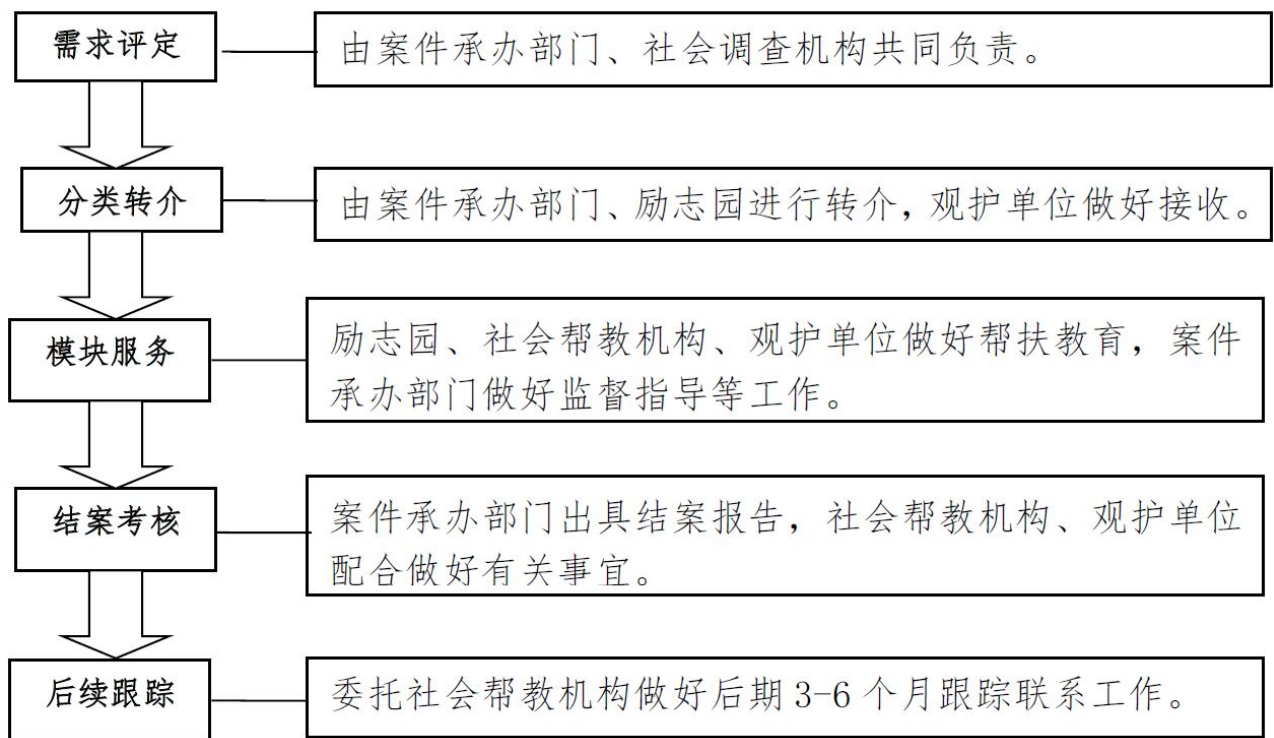 需求评定
由案件承办部门、社会调查机构共同负责。
分类转介
由案件承办部门、励志园进行转介，观护单位做好接收。
模块服务
励志园、社会帮教机构、观护单位做好帮扶教育，案件
承办部门做好监督指导等工作。
结案考核
案件承办部门出具结案报告，社会帮教机构、观护单位
配合做好有关事宜。
后续跟踪
委托社会帮教机构做好后期 3-6 个月跟踪联系工作。